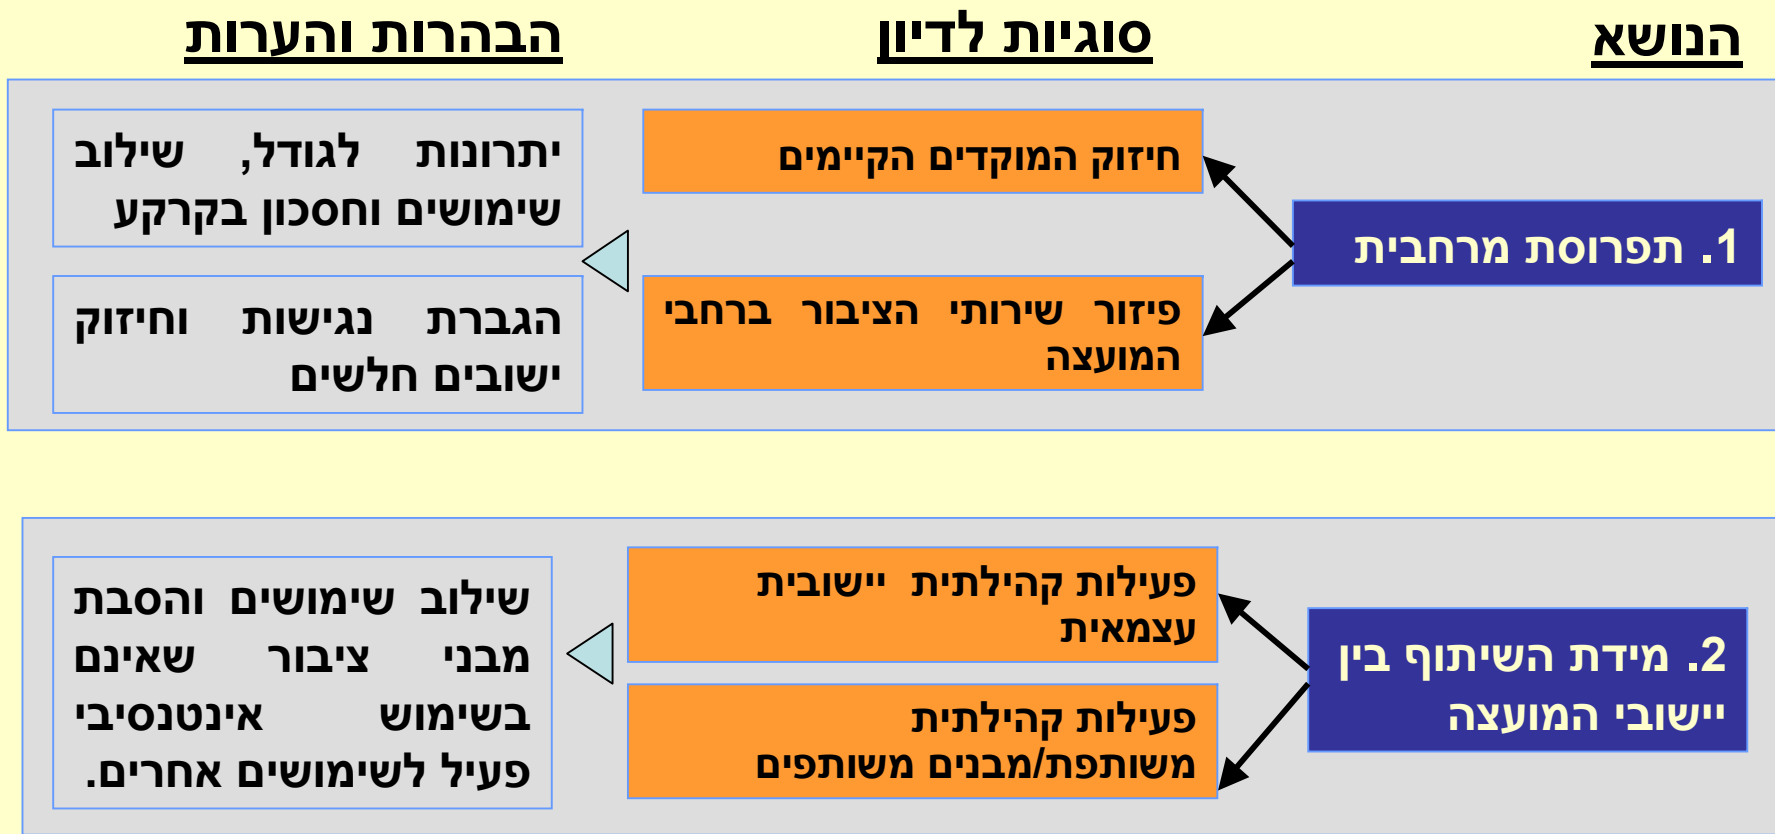 הנושא
סוגיות לדיון
הבהרות והערות
1. תפרוסת מרחבית
חיזוק המוקדים הקיימים
פיזור שירותי הציבור ברחבי
המועצה
יתרונות לגודל, שילוב
שימושים וחסכון בקרקע
הגברת נגישות וחיזוק
ישובים חלשים
2. מידת השיתוף בין
יישובי המועצה
פעילות קהילתית יישובית
עצמאית
פעילות קהילתית
משותפת/מבנים משותפים
שילוב שימושים והסבת
מבני ציבור שאינם
בשימוש אינטנסיבי
פעיל לשימושים אחרים.